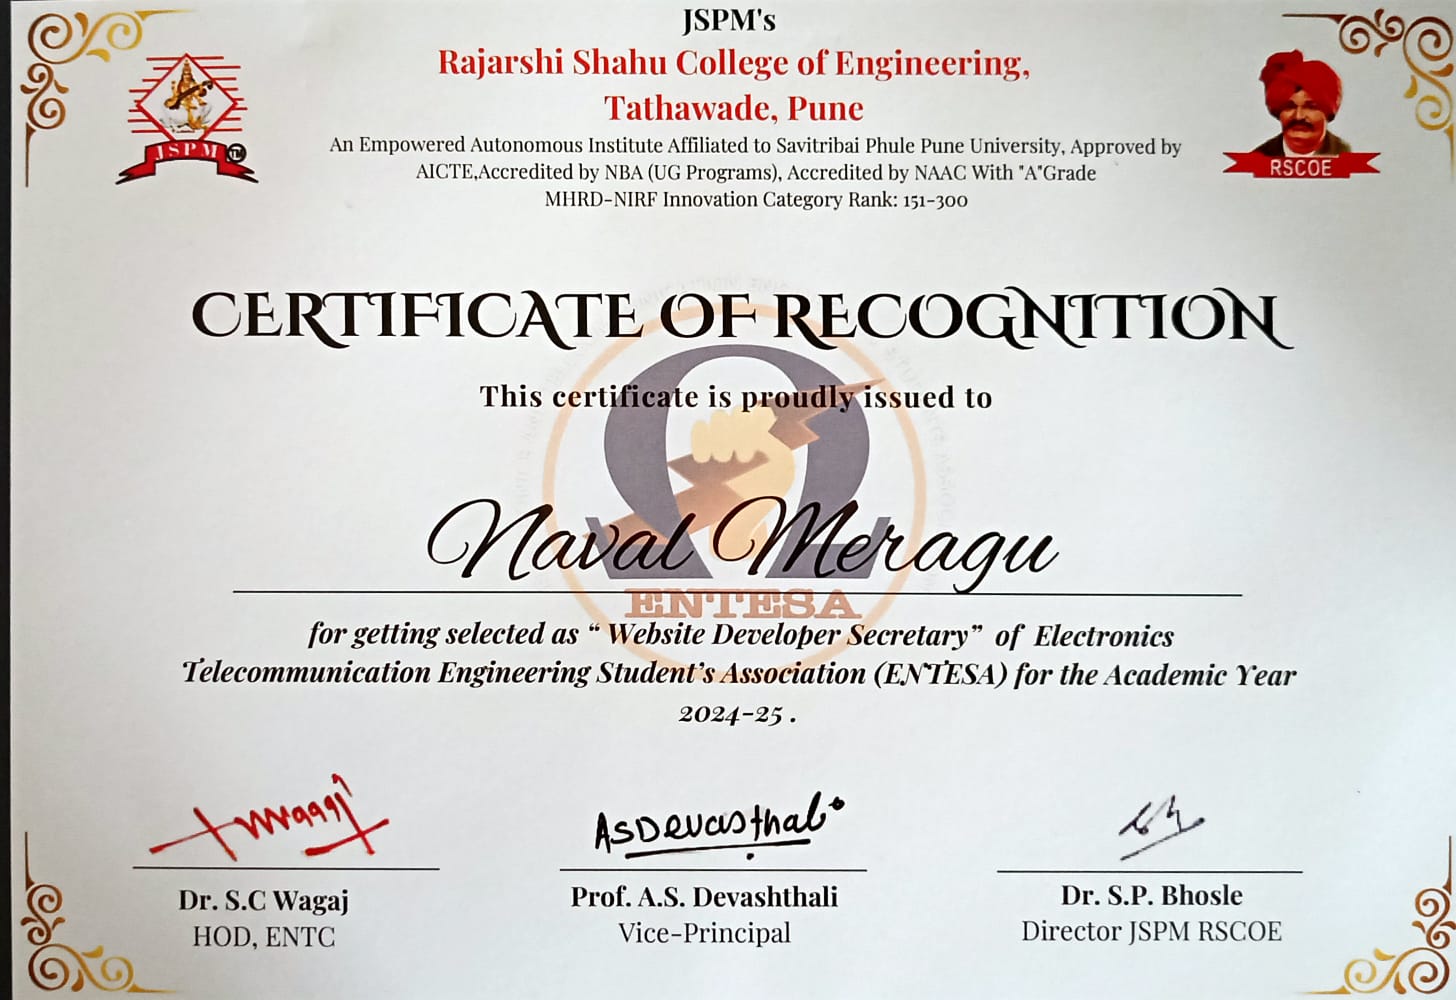 JSPM's
Rajarshi Shahu College of Engineering,
Tathawade, Pune
An Empowered Autonomous Institute Affiliated to Savitribai Phule Pune University, Approved by
AICTE,Accredited by NBA (UG Programs), Accredited by NAAC With "A"Grade
MHRD-NIRF Innovation Category Rank: 151-300
JSPM TM
RSCOE
CERTIFICATE OF RECOGNITION
This certificate is proudly issued to
Naval Meragu
ENTESA
for getting selected as “ Website Developer Secretary” of Electronics
Telecommunication Engineering Student’s Association (ENTESA) for the Academic Year
2024-25 .
ASDevasthali
Dr. S.C Wagaj
HOD, ENTC
Prof. A.S. Devashthali
Vice-Principal
Dr. S.P. Bhosle
Director JSPM RSCOE